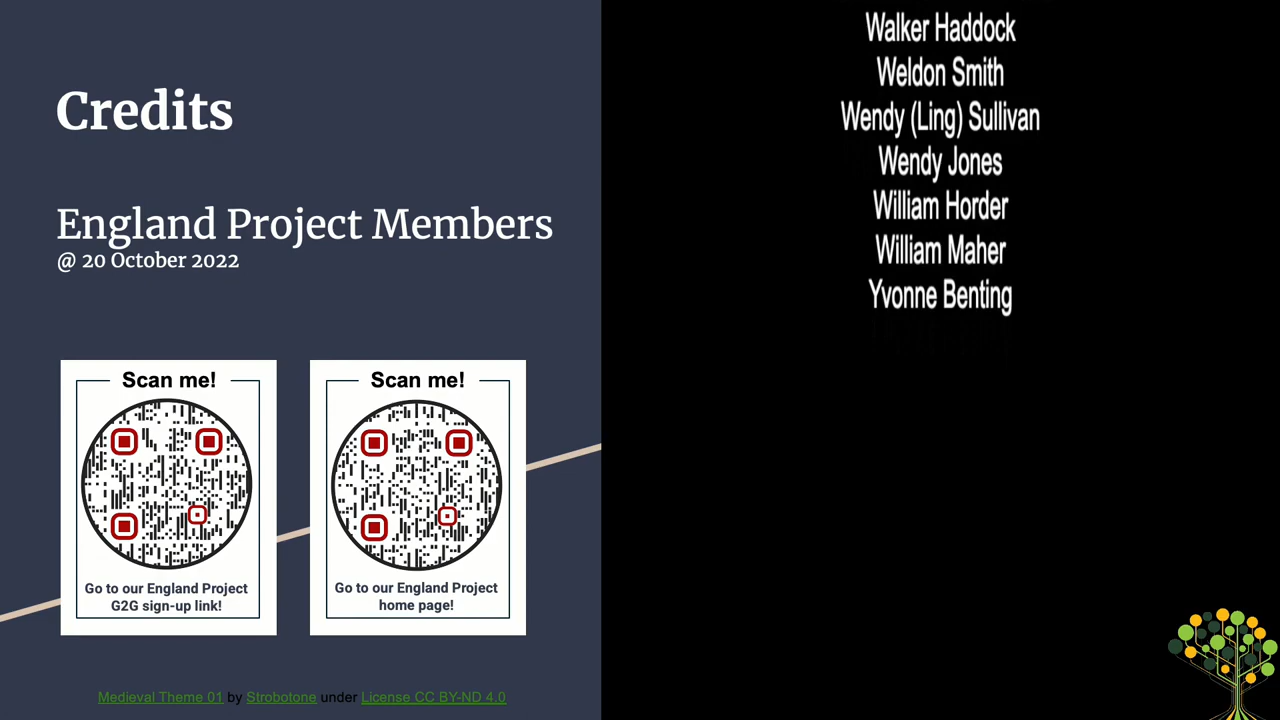 Credits
England Project Members
@ 20 October 2022
Scan me!
Go to our England Project
G2G sign-up link!
Scan me!
Go to our England Project
home page!
Medieval Theme 01 by Strobotone under License CC BY-ND 4.0
Walker Haddock
Weldon Smith
Wendy (Ling) Sullivan
Wendy Jones
William Horder
William Maher
Yvonne Benting